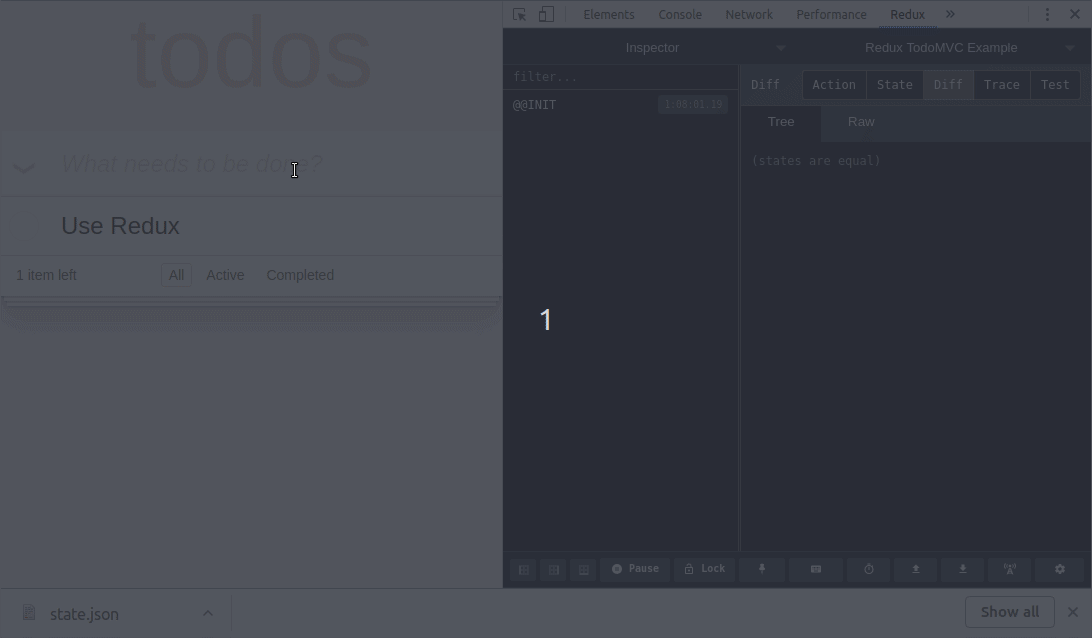 todos
What needs to be done?
Use Redux
1 item left All Active Completed
Elements Console Network Performance Redux »
Inspector Redux TodoMVC Example
filter...
@@INIT 1:08:01.19
Diff Action State Diff Trace Test
Tree Raw
(states are equal)
1
Pause Lock
state.json Show all